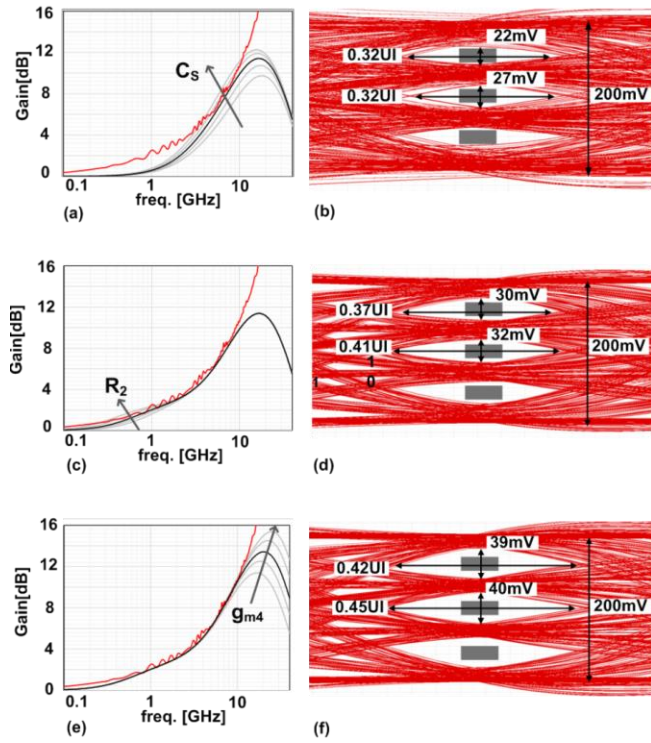 16
12
8
4
0
Gain[dB]
C_S
0.1 1 10
freq. [GHz]
(a)
22mV
0.32UI
27mV
0.32UI
200mV
(b)
16
12
8
4
0
Gain[dB]
R_2
0.1 1 10
freq. [GHz]
(c)
30mV
0.37UI
32mV
0.41UI
200mV
1
1 0
(d)
16
12
8
4
0
Gain[dB]
g_m4
0.1 1 10
freq. [GHz]
(e)
39mV
0.42UI
40mV
0.45UI
200mV
(f)